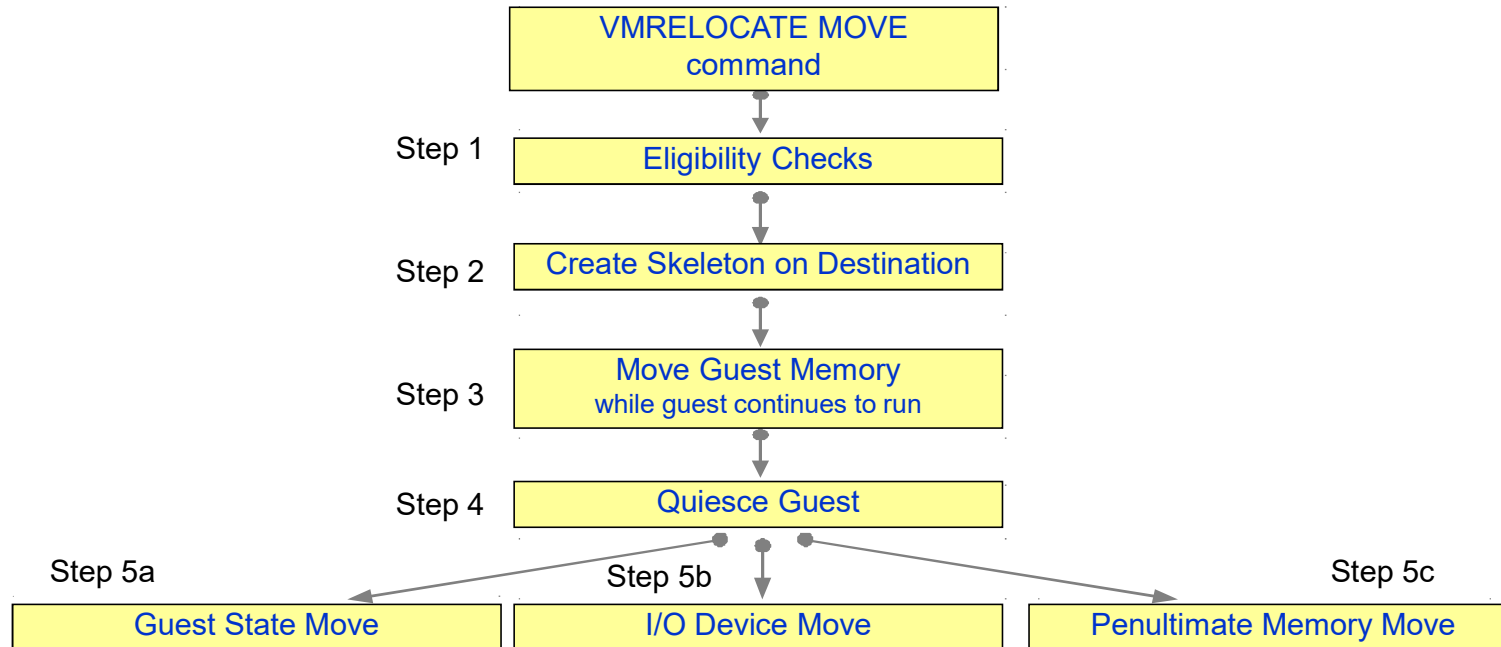 VMRELOCATE MOVE
command
Step 1
Eligibility Checks
Step 2
Create Skeleton on Destination
Step 3
Move Guest Memory
while guest continues to run
Step 4
Quiesce Guest
Step 5a
Step 5b
Step 5c
Guest State Move
I/O Device Move
Penultimate Memory Move